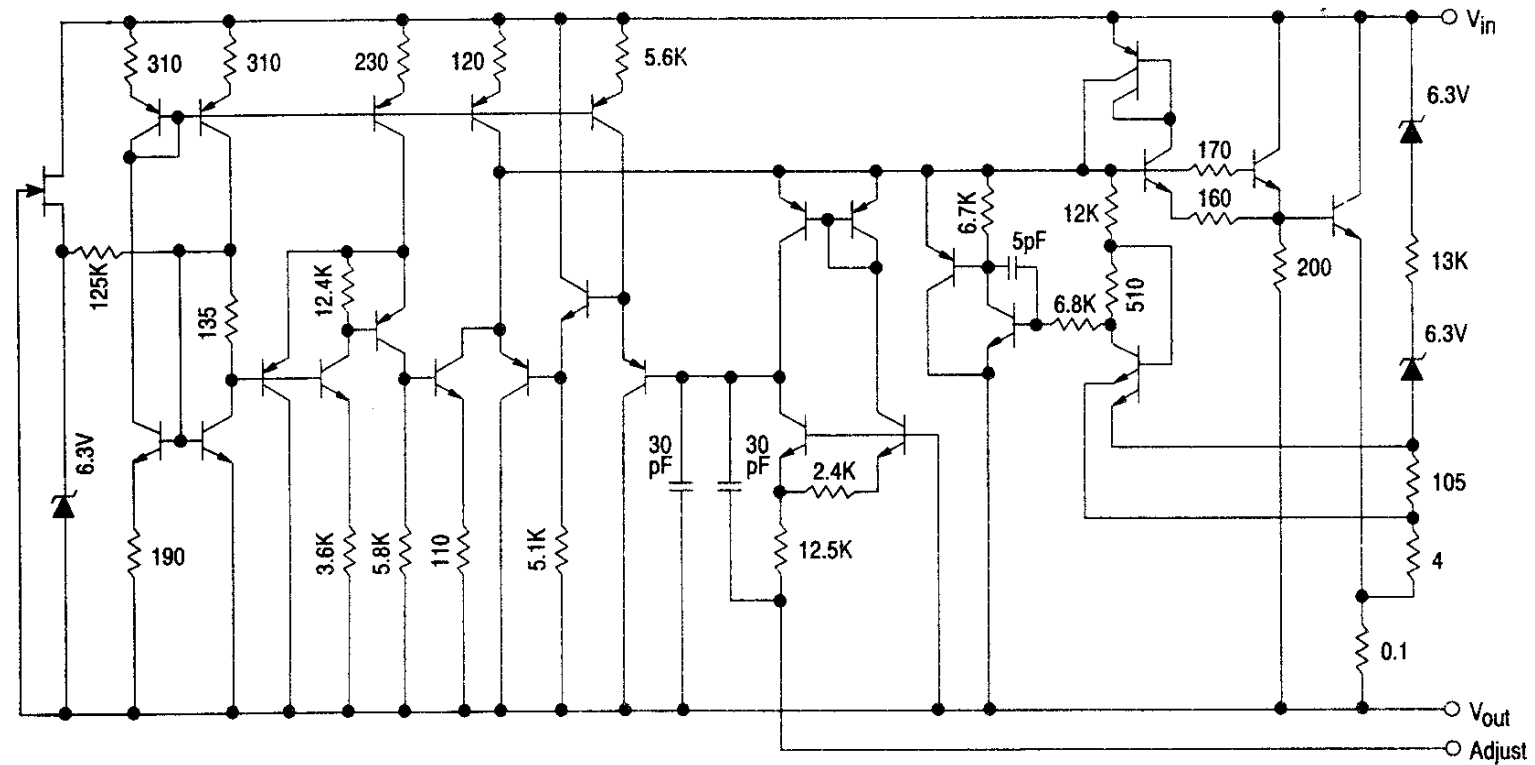 V_in
310
310
230
120
5.6K
6.3V
170
160
6.7K
12K
5pF
200
13K
125K
12.4K
135
6.8K
510
6.3V
6.3V
30
pF
30
pF
2.4K
105
190
3.6K
5.8K
110
5.1K
12.5K
4
0.1
V_out
Adjust